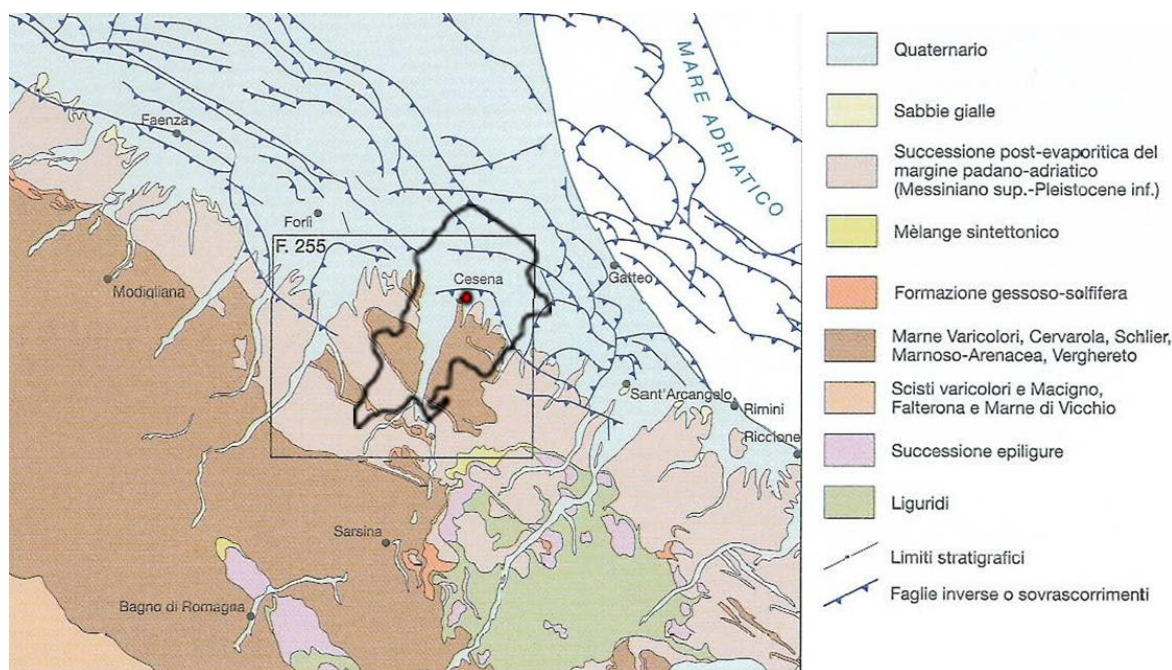 MARE ADRIATICO
Faenza
Forlì
F. 255
Cesena
Gatteo
Modigliana
Sant'Arcangelo
Rimini
Riccione
Sarsina
Bagno di Romagna
Quaternario
Sabbie gialle
Successione post-evaporitica del
margine padano-adriatico
(Messiniano sup.-Pleistocene inf.)
Mèlange sintettonico
Formazione gessoso-solfifera
Marne Varicolori, Cervarola, Schlier,
Marnoso-Arenacea, Verghereto
Scisti varicolori e Macigno,
Falterona e Marne di Vicchio
Successione epiligure
Liguridi
Limiti stratigrafici
Faglie inverse o sovrascorrimenti